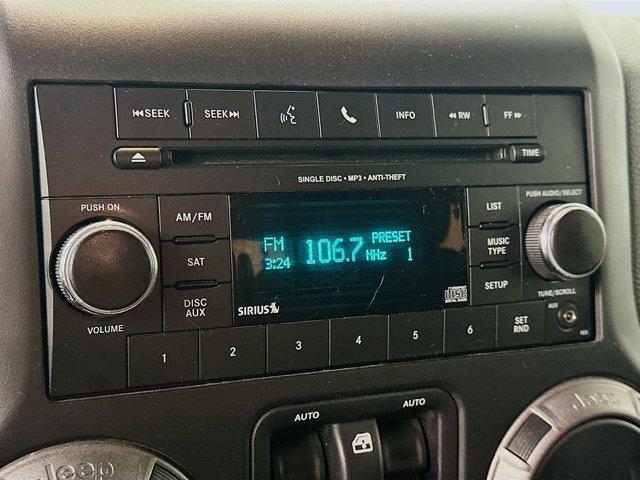 SEEK SEEK INFO RW FF
TIME
SINGLE DISC • MP3 • ANTI-THEFT
PUSH ON
AM/FM
SAT
DISC
AUX
VOLUME
FM 106.7 PRESET
3:24 MHz 1
SIRIUS
disc
LIST
MUSIC
TYPE
SETUP
PUSH AUDIO/SELECT
TUNE/SCROLL
AUX
1 2 3 4 5 6 SET
RND
AUTO AUTO
Jeep Jeep